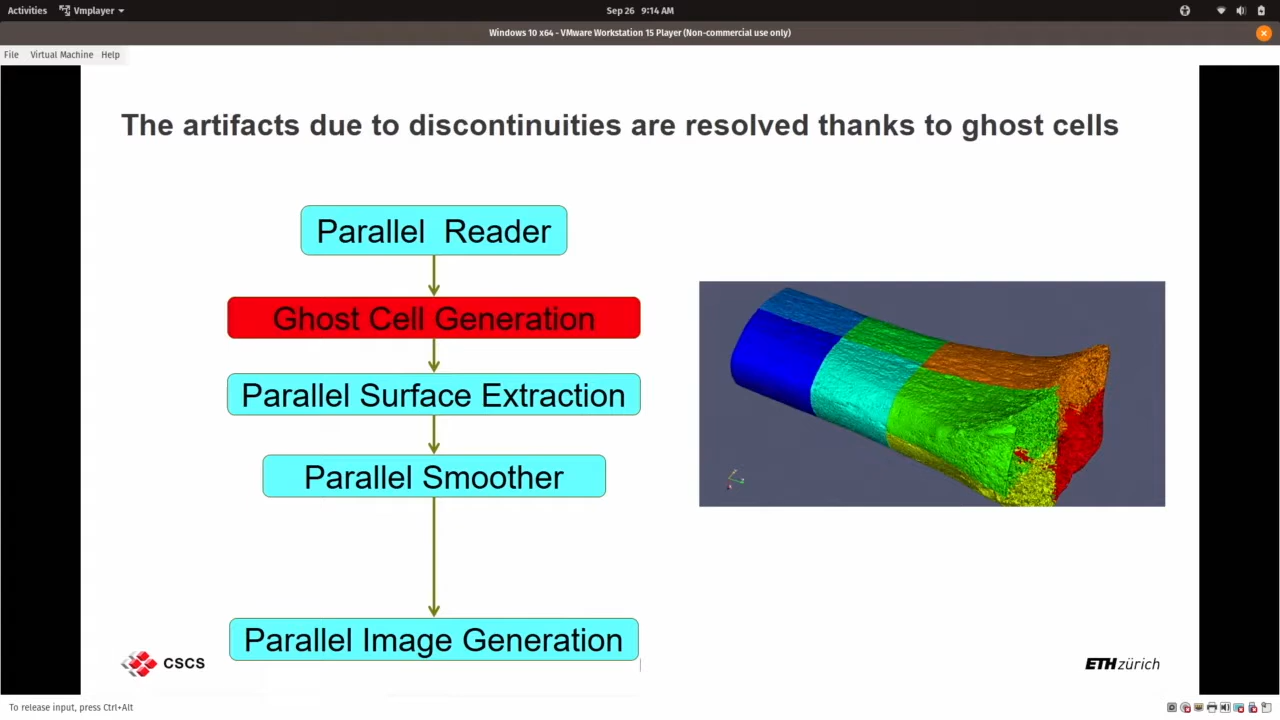 Activities
Vmplayer
Sep 26 9:14 AM
Windows 10 x64 - VMware Workstation 15 Player (Non-commercial use only)
File Virtual Machine Help
The artifacts due to discontinuities are resolved thanks to ghost cells
Parallel Reader
Ghost Cell Generation
Parallel Surface Extraction
Parallel Smoother
Parallel Image Generation
CSCS
ETH zürich
To release input, press Ctrl+Alt